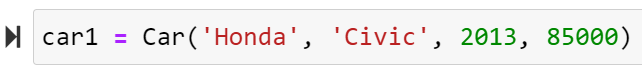 car1 = Car('Honda', 'Civic', 2013, 85000)